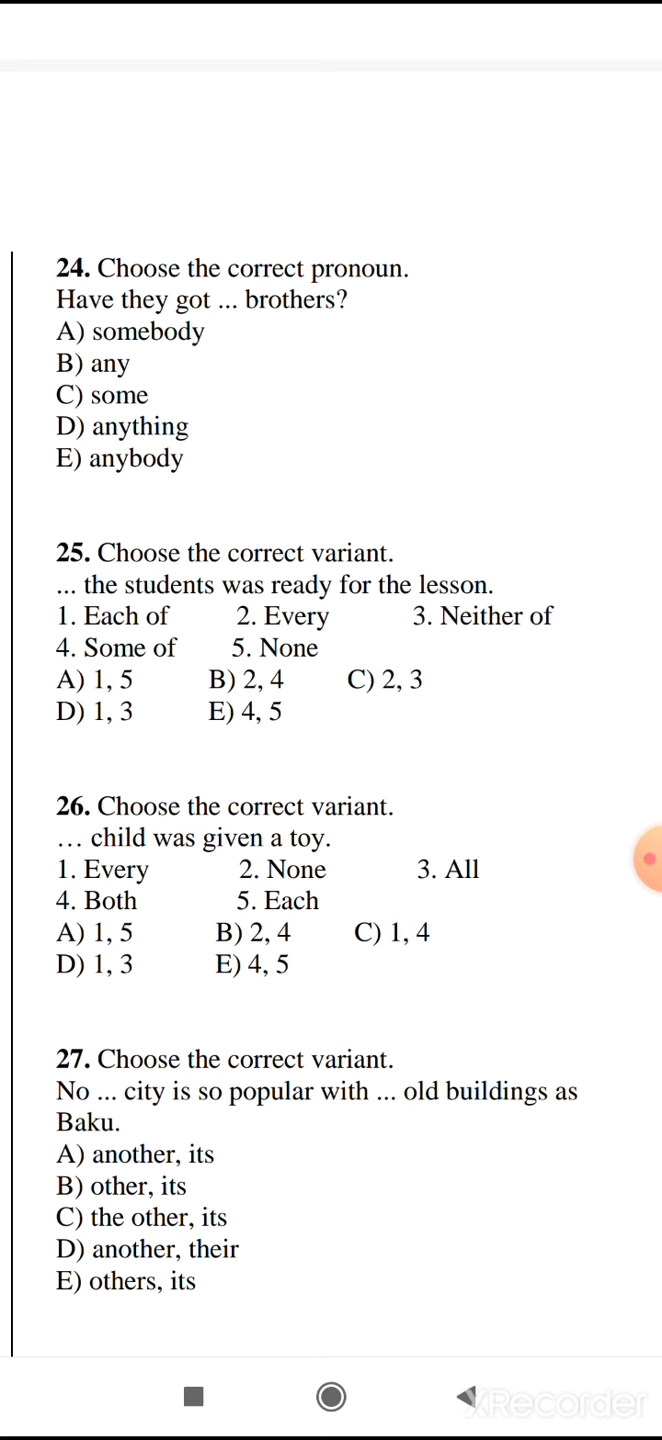 24. Choose the correct pronoun.
Have they got ... brothers?
A) somebody
B) any
C) some
D) anything
E) anybody
25. Choose the correct variant.
... the students was ready for the lesson.
1. Each of 2. Every 3. Neither of
4. Some of 5. None
A) 1, 5 B) 2, 4 C) 2, 3
D) 1, 3 E) 4, 5
26. Choose the correct variant.
... child was given a toy.
1. Every 2. None 3. All
4. Both 5. Each
A) 1, 5 B) 2, 4 C) 1, 4
D) 1, 3 E) 4, 5
27. Choose the correct variant.
No ... city is so popular with ... old buildings as
Baku.
A) another, its
B) other, its
C) the other, its
D) another, their
E) others, its
XRecorder